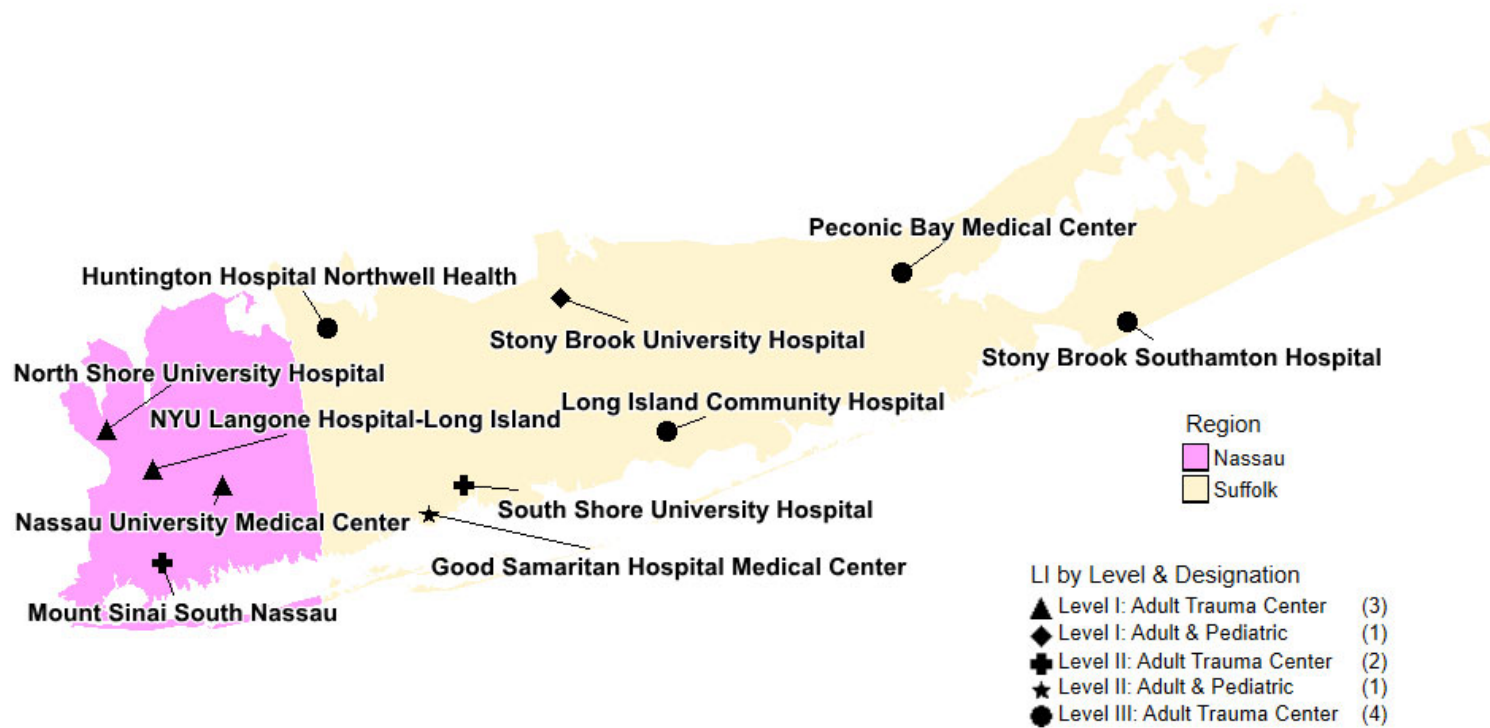 Peconic Bay Medical Center
Huntington Hospital Northwell Health
Stony Brook University Hospital
Stony Brook Southamton Hospital
North Shore University Hospital
Long Island Community Hospital
NYU Langone Hospital-Long Island
Nassau University Medical Center
South Shore University Hospital
Good Samaritan Hospital Medical Center
Mount Sinai South Nassau
Region
Nassau
Suffolk
LI by Level & Designation
Level I: Adult Trauma Center (3)
Level I: Adult & Pediatric (1)
Level II: Adult Trauma Center (2)
Level II: Adult & Pediatric (1)
Level III: Adult Trauma Center (4)